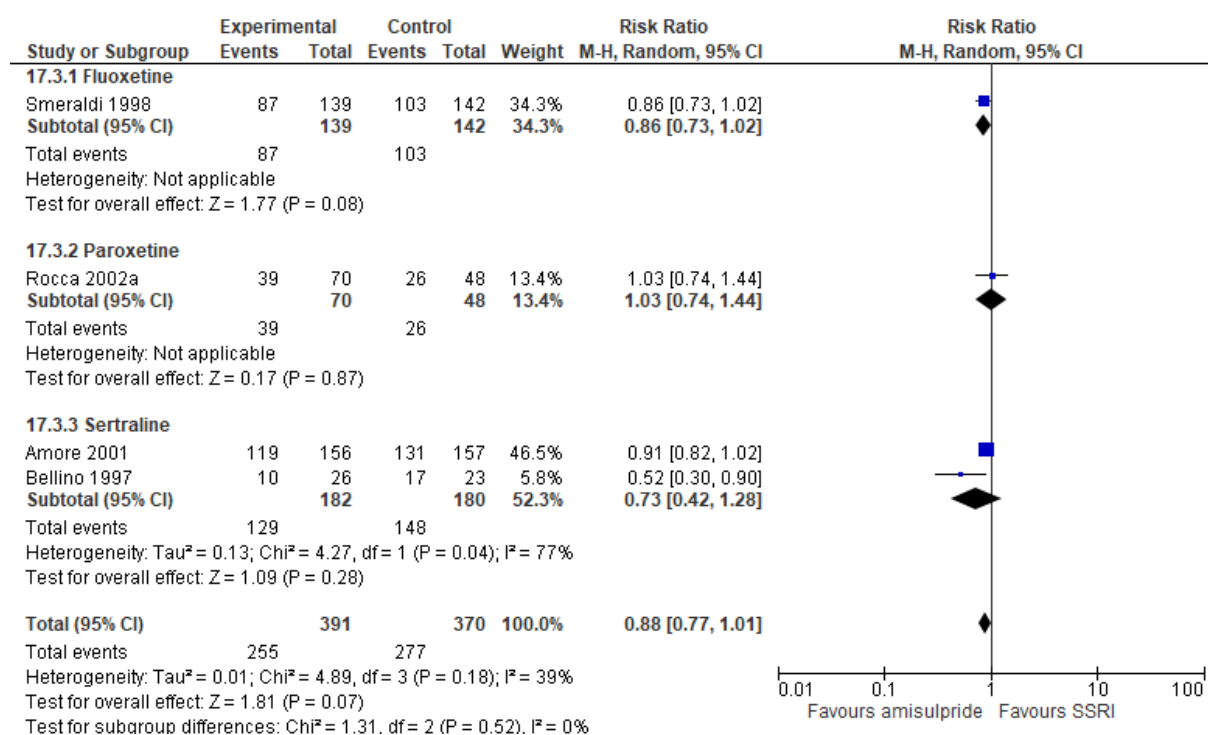 Experimental Control Risk Ratio Risk Ratio
Study or Subgroup Events Total Events Total Weight M-H, Random, 95% CI M-H, Random, 95% CI
17.3.1 Fluoxetine
Smeraldi 1998 87 139 103 142 34.3% 0.86 [0.73, 1.02]
Subtotal (95% CI) 139 142 34.3% 0.86 [0.73, 1.02]
Total events 87 103
Heterogeneity: Not applicable
Test for overall effect: Z = 1.77 (P = 0.08)
17.3.2 Paroxetine
Rocca 2002a 39 70 26 48 13.4% 1.03 [0.74, 1.44]
Subtotal (95% CI) 70 48 13.4% 1.03 [0.74, 1.44]
Total events 39 26
Heterogeneity: Not applicable
Test for overall effect: Z = 0.17 (P = 0.87)
17.3.3 Sertraline
Amore 2001 119 156 131 157 46.5% 0.91 [0.82, 1.02]
Bellino 1997 10 26 17 23 5.8% 0.52 [0.30, 0.90]
Subtotal (95% CI) 182 180 52.3% 0.73 [0.42, 1.28]
Total events 129 148
Heterogeneity: Tau² = 0.13; Chi² = 4.27, df = 1 (P = 0.04); I² = 77%
Test for overall effect: Z = 1.09 (P = 0.28)
Total (95% CI) 391 370 100.0% 0.88 [0.77, 1.01]
Total events 255 277
Heterogeneity: Tau² = 0.01; Chi² = 4.89, df = 3 (P = 0.18); I² = 39%
Test for overall effect: Z = 1.81 (P = 0.07)
Test for subgroup differences: Chi² = 1.31, df = 2 (P = 0.52), I² = 0%
0.01 0.1 1 10 100
Favours amisulpride Favours SSRI